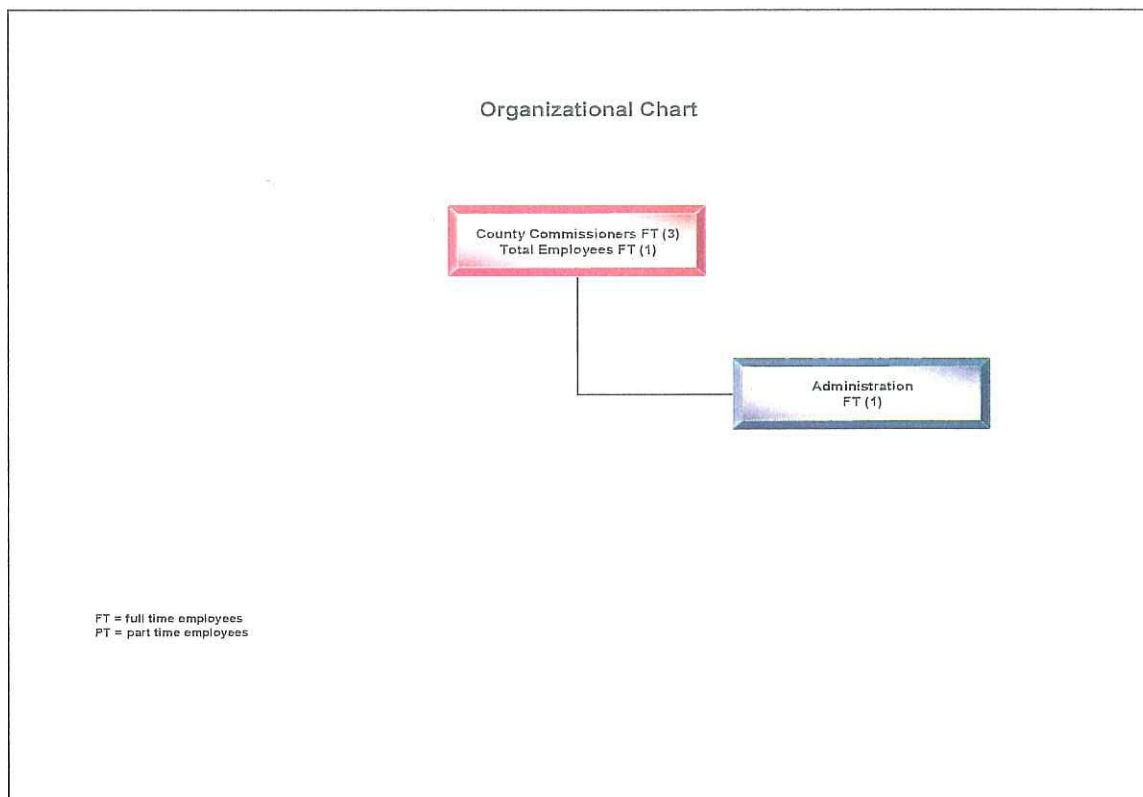 Organizational Chart
County Commissioners FT (3)
Total Employees FT (1)
Administration
FT (1)
FT = full time employees
PT = part time employees